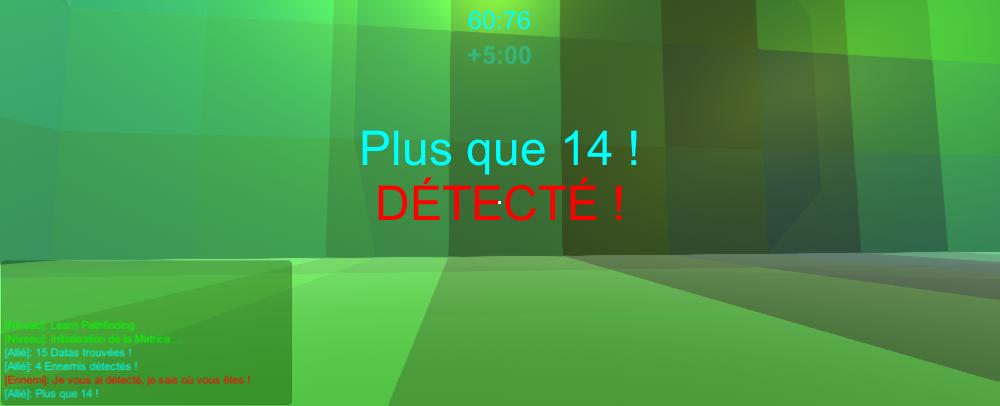 60:76
+5:00
Plus que 14 !
DÉTECTÉ !
[Niveau]: Learn Pathfinding
[Niveau]: Initialisation de la Matrice ...
[Allié]: 15 Datas trouvées !
[Allié]: 4 Ennemis détectés !
[Ennemi]: Je vous ai détecté, je sais où vous êtes !
[Allié]: Plus que 14 !